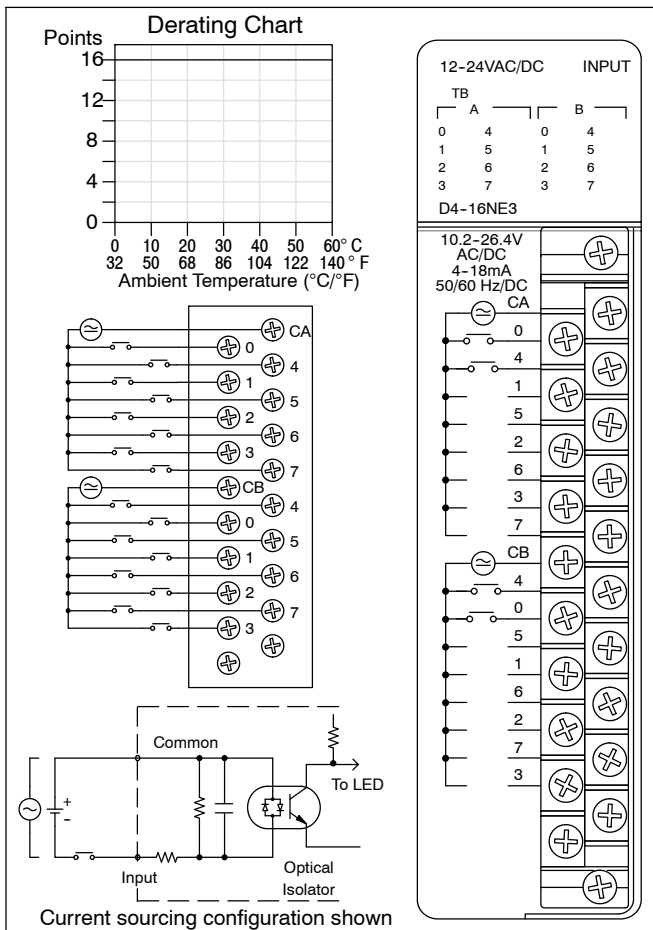 Derating Chart
Points
16
12
8
4
0
0 10 20 30 40 50 60° C
32 50 68 86 104 122 140 ° F
Ambient Temperature (°C/°F)
CA
0
4
1
5
2
6
3
7
CB
4
0
5
1
6
2
7
3
Common
+
-
To LED
Input
Optical
Isolator
Current sourcing configuration shown
12-24VAC/DC INPUT
TB
A B
0 4 0 4
1 5 1 5
2 6 2 6
3 7 3 7
D4-16NE3
10.2-26.4V
AC/DC
4-18mA
50/60 Hz/DC
CA
0
4
1
5
2
6
3
7
CB
4
0
5
1
6
2
7
3